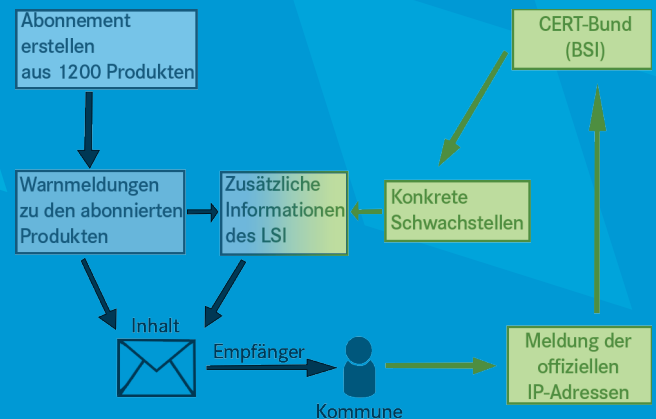 Abonnement
erstellen
aus 1200 Produkten
CERT-Bund
(BSI)
Warnmeldungen
zu den abonnierten
Produkten
Zusätzliche
Informationen
des LSI
Konkrete
Schwachstellen
Inhalt
Empfänger
Kommune
Meldung der
offiziellen
IP-Adressen